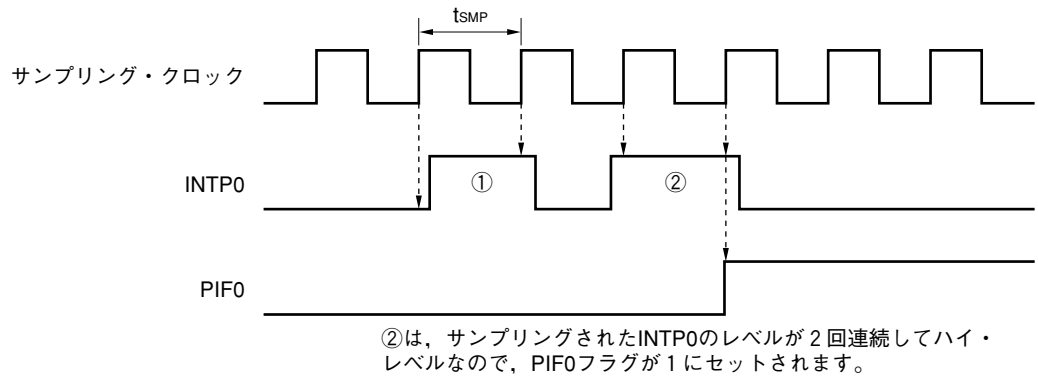 tSMP
サンプリング・クロック
INTP0
①
②
PIF0
②は，サンプリングされたINTP0のレベルが２回連続してハイ・
レベルなので，PIF0フラグが１にセットされます。